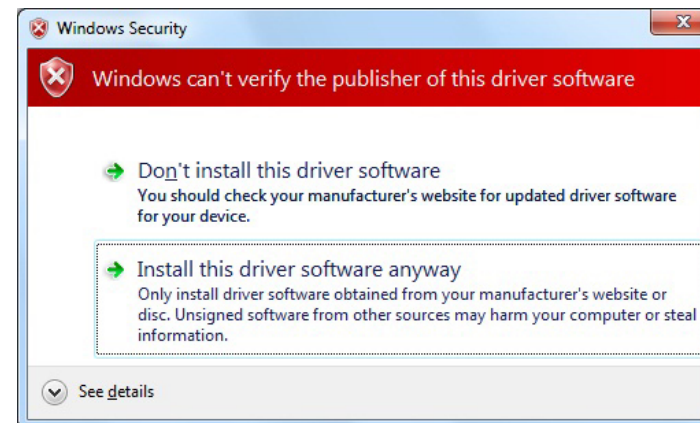 Windows Security
Windows can't verify the publisher of this driver software
Don't install this driver software
You should check your manufacturer's website for updated driver software
for your device.
Install this driver software anyway
Only install driver software obtained from your manufacturer's website or
disc. Unsigned software from other sources may harm your computer or steal
information.
See details